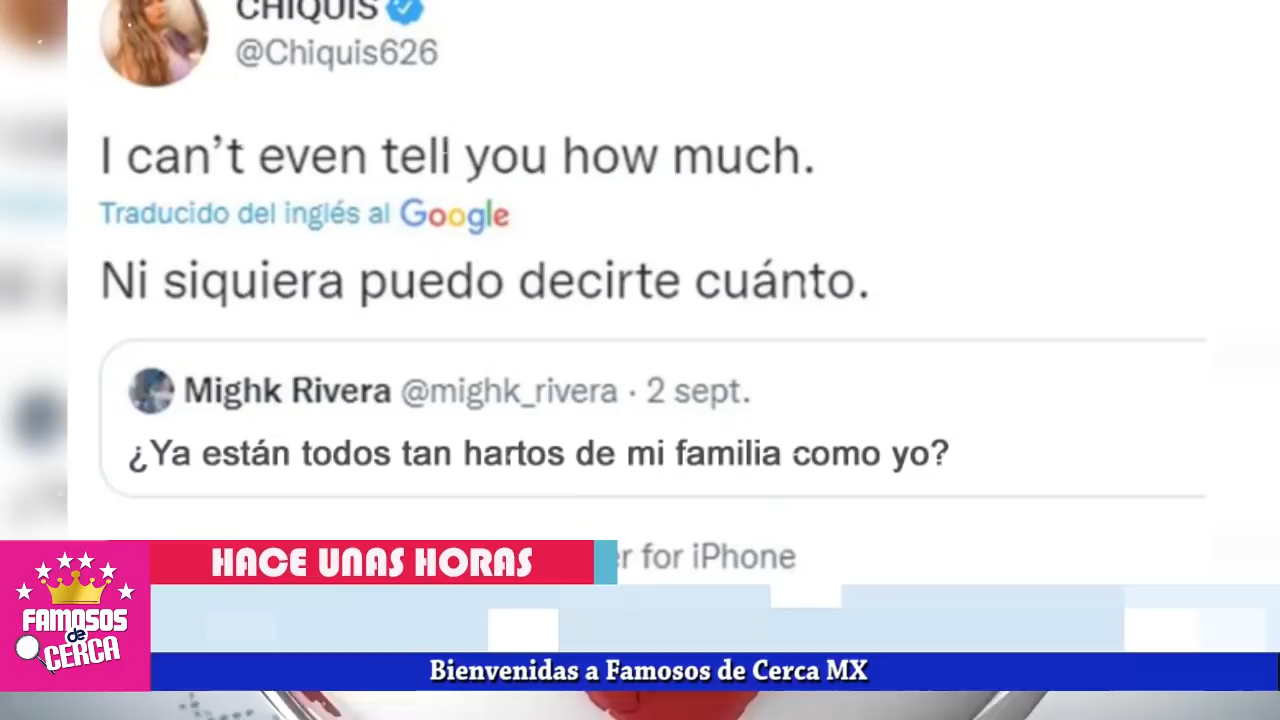 CHIQUIS
@Chiquis626
I can't even tell you how much.
Traducido del inglés al Google
Ni siquiera puedo decirte cuánto.
Mighk Rivera @mighk_rivera · 2 sept.
¿Ya están todos tan hartos de mi familia como yo?
for iPhone
HACE UNAS HORAS
FAMOSOS
de
CERCA
Bienvenidas a Famosos de Cerca MX